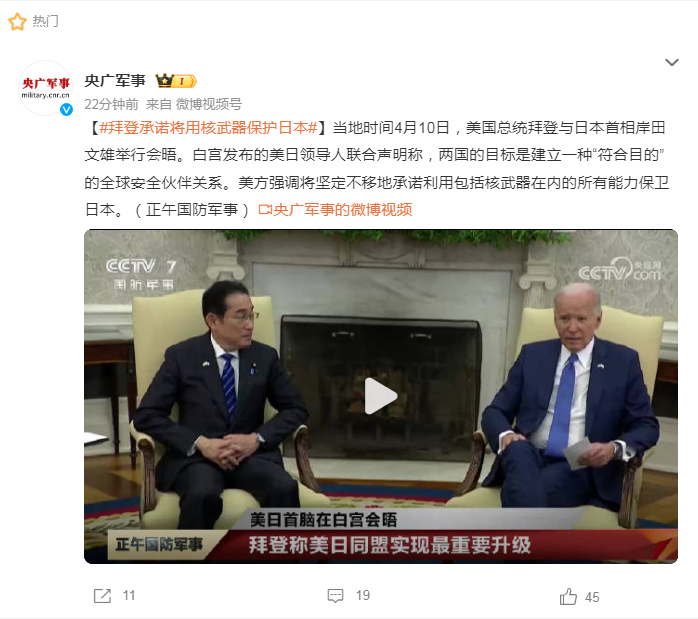 热门
央广军事
military.cnr.cn
央广军事
I
22分钟前 来自 微博视频号
【#拜登承诺将用核武器保护日本#】当地时间4月10日，美国总统拜登与日本首相岸田
文雄举行会晤。白宫发布的美日领导人联合声明称，两国的目标是建立一种“符合目的”
的全球安全伙伴关系。美方强调将坚定不移地承诺利用包括核武器在内的所有能力保卫
日本。（正午国防军事） 央广军事的微博视频
CCTV 7
国防军事
央视网
CCTV.com
美日首脑在白宫会晤
正午国防军事
拜登称美日同盟实现最重要升级
11
19
45